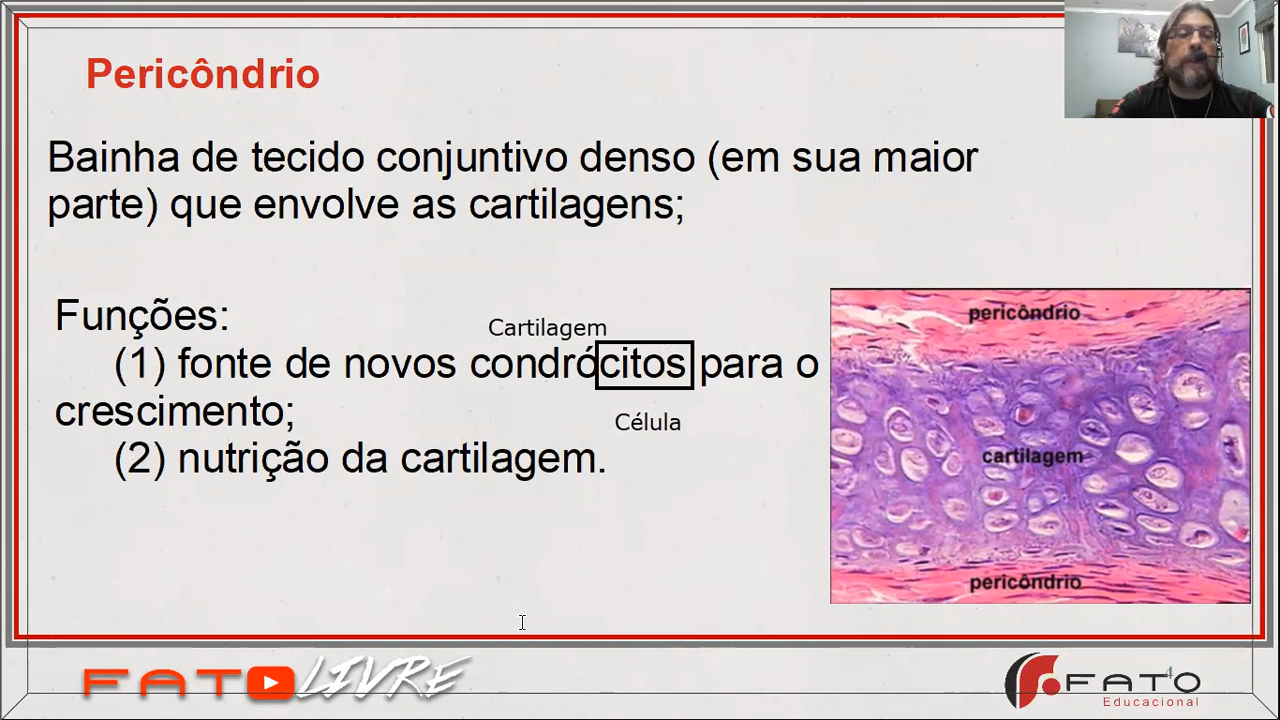 Pericôndrio
Bainha de tecido conjuntivo denso (em sua maior
parte) que envolve as cartilagens;
Funções:
Cartilagem
(1) fonte de novos condrócitos para o
crescimento;
Célula
(2) nutrição da cartilagem.
pericôndrio
cartilagem
pericôndrio
FATO LIVRE
4
FATO
Educacional